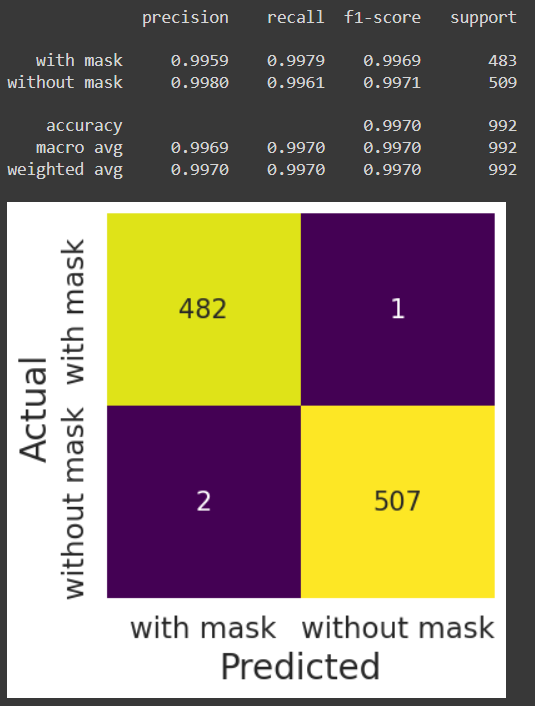 precision recall f1-score support
with mask 0.9959 0.9979 0.9969 483
without mask 0.9980 0.9961 0.9971 509
accuracy 0.9970 992
macro avg 0.9969 0.9970 0.9970 992
weighted avg 0.9970 0.9970 0.9970 992
Actual
with mask
482 1
without mask
2 507
with mask without mask
Predicted